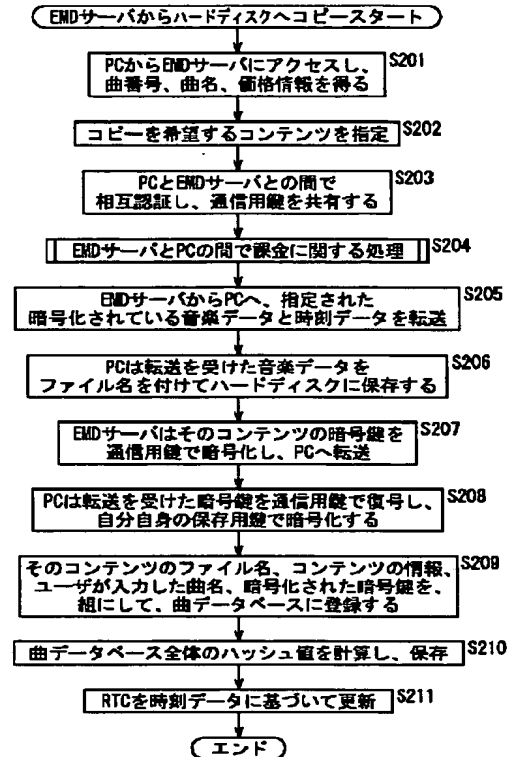 EMDサーバからハードディスクへコピースタート
PCからEMDサーバにアクセスし、
曲番号、曲名、価格情報を得る
S201
コピーを希望するコンテンツを指定
S202
PCとEMDサーバとの間で
相互認証し、通信用鍵を共有する
S203
EMDサーバとPCの間で課金に関する処理
S204
EMDサーバからPCへ、指定された
暗号化されている音楽データと時刻データを転送
S205
PCは転送を受けた音楽データを
ファイル名を付けてハードディスクに保存する
S206
EMDサーバはそのコンテンツの暗号鍵を
通信用鍵で暗号化し、PCへ転送
S207
PCは転送を受けた暗号鍵を通信用鍵で復号し、
自分自身の保存用鍵で暗号化する
S208
そのコンテンツのファイル名、コンテンツの情報、
ユーザが入力した曲名、暗号化された暗号鍵を、
組にして、曲データベースに登録する
S209
曲データベース全体のハッシュ値を計算し、保存
S210
RTCを時刻データに基づいて更新
S211
エンド